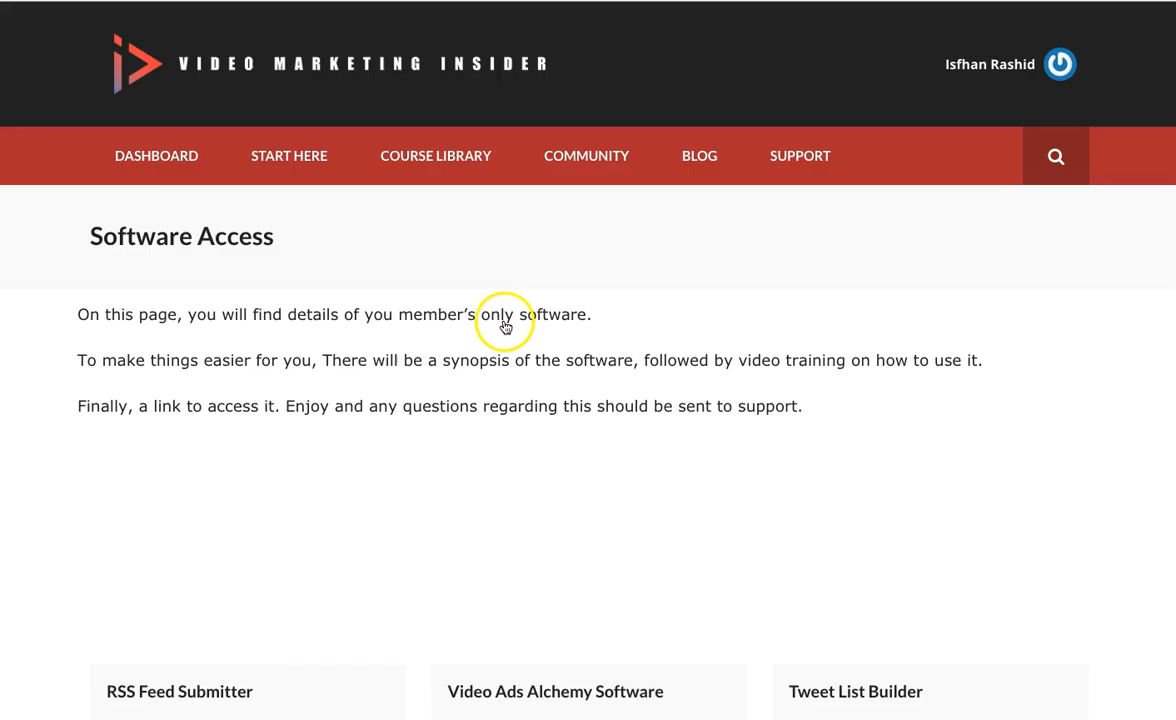 VIDEO MARKETING INSIDER
Isfhan Rashid
DASHBOARD START HERE COURSE LIBRARY COMMUNITY BLOG SUPPORT
Software Access
On this page, you will find details of you member’s only software.
To make things easier for you, There will be a synopsis of the software, followed by video training on how to use it.
Finally, a link to access it. Enjoy and any questions regarding this should be sent to support.
RSS Feed Submitter Video Ads Alchemy Software Tweet List Builder